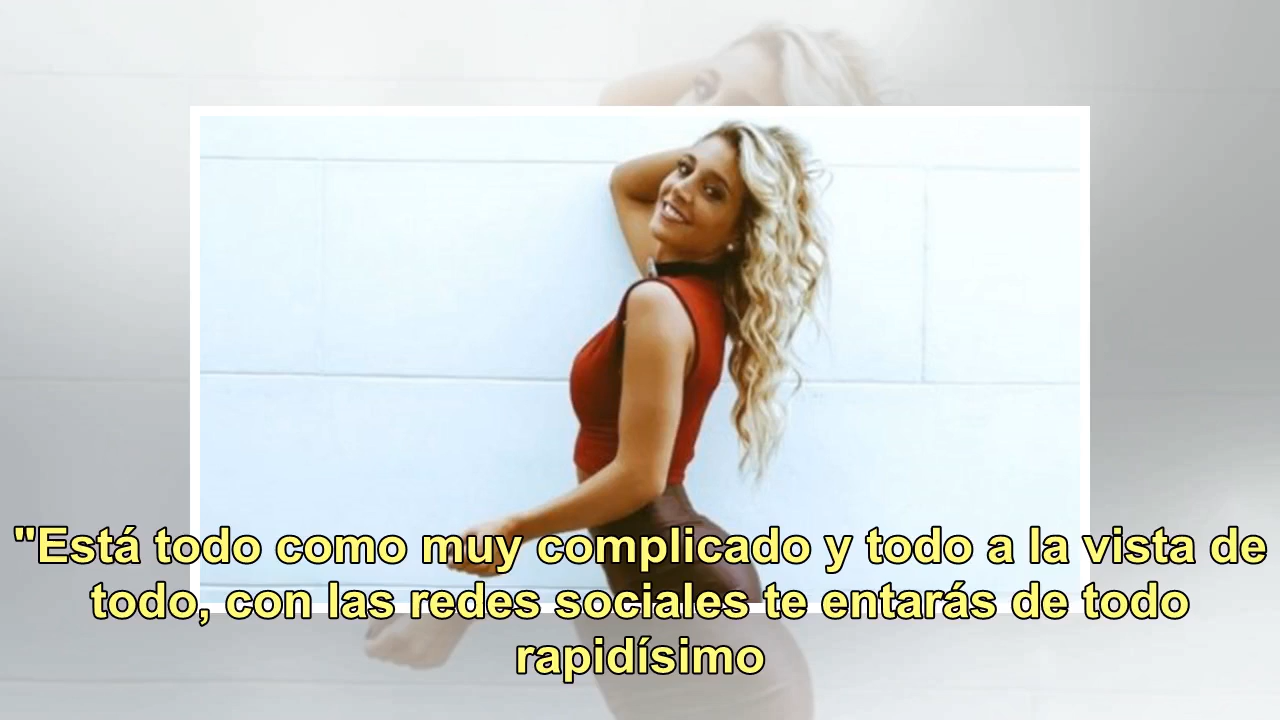 "Está todo como muy complicado y todo a la vista de
todo, con las redes sociales te entarás de todo
rapidísimo